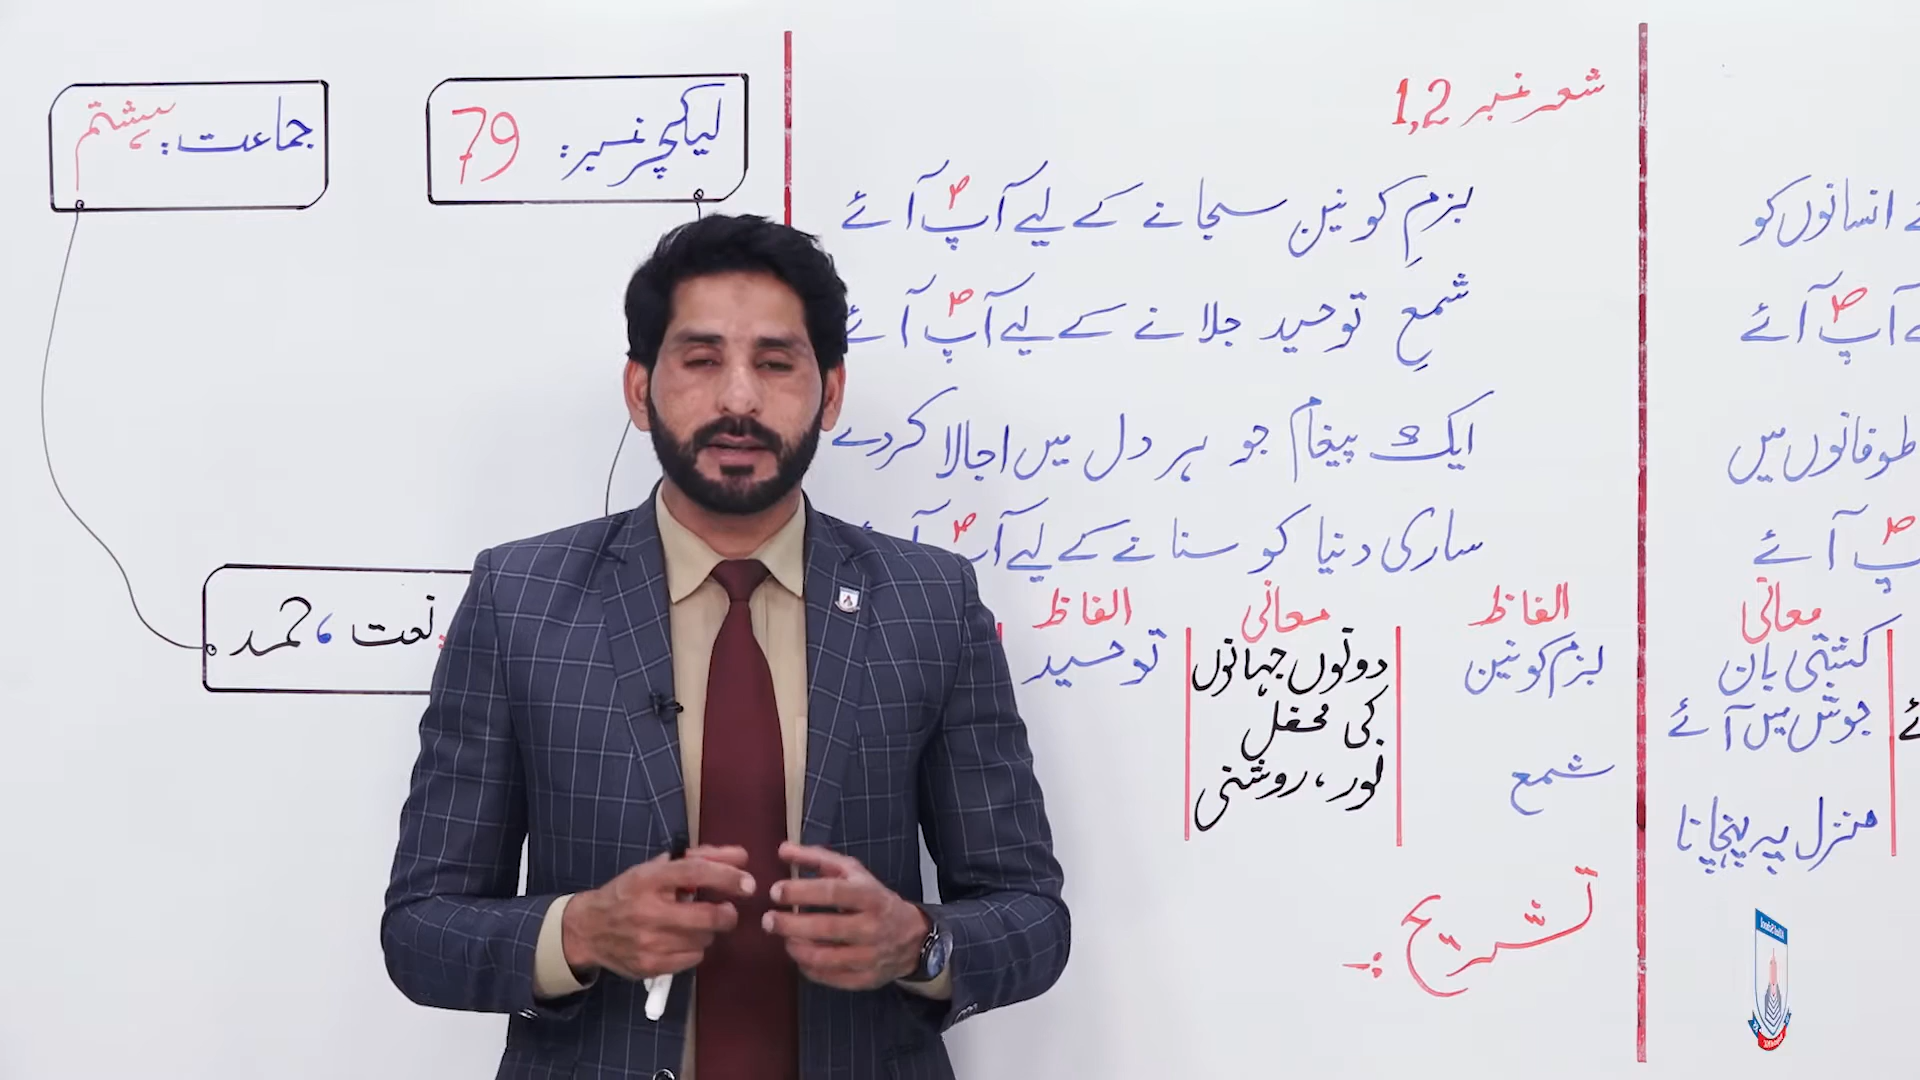 جماعت: ہشتم
لیکچر نمبر: 79
نعت، حمد
شعر نمبر 1,2
بزمِ کونین سجانے کے لیے آپؐ آئے
شمعِ توحید جلانے کے لیے آپؐ آئے
ایک پیغام جو ہر دل میں اجالا کر دے
ساری دنیا کو سنانے کے لیے آپؐ
الفاظ معانی الفاظ
بزم کونین دونوں جہانوں توحید
کی محفل
شمع نور، روشنی
تشریح :-
انسانوں کو
آپؐ آئے
طوفانوں میں
آئے
معانی
کشتی بان
جوش میں آئے
منزل پہ پہنچانا